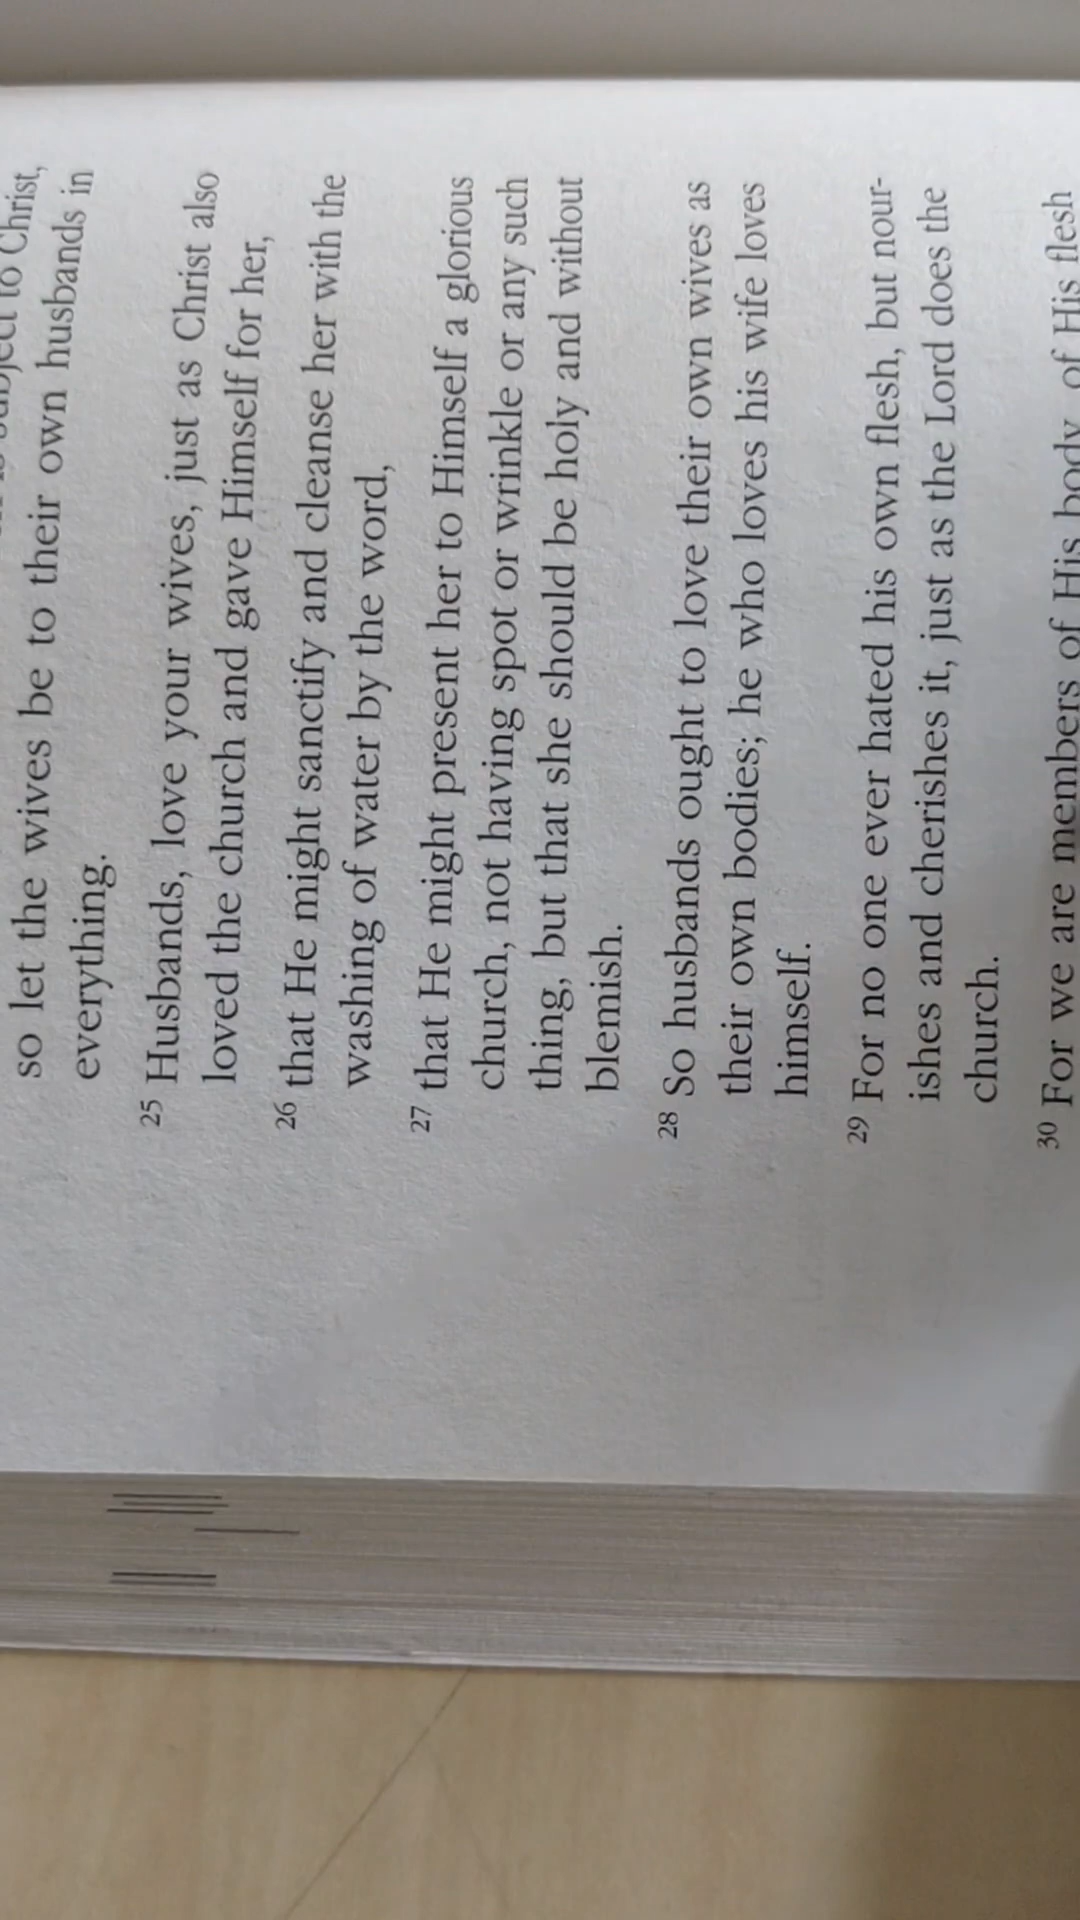 subject to Christ,
so let the wives be to their own husbands in
everything.
25 Husbands, love your wives, just as Christ also
loved the church and gave Himself for her,
26 that He might sanctify and cleanse her with the
washing of water by the word,
27 that He might present her to Himself a glorious
church, not having spot or wrinkle or any such
thing, but that she should be holy and without
blemish.
28 So husbands ought to love their own wives as
their own bodies; he who loves his wife loves
himself.
29 For no one ever hated his own flesh, but nour-
ishes and cherishes it, just as the Lord does the
church.
30 For we are members of His body, of His flesh